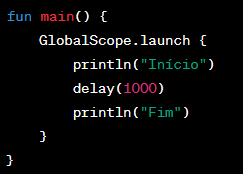 fun main() {
    GlobalScope.launch {
        println("Início")
        delay(1000)
        println("Fim")
    }
}